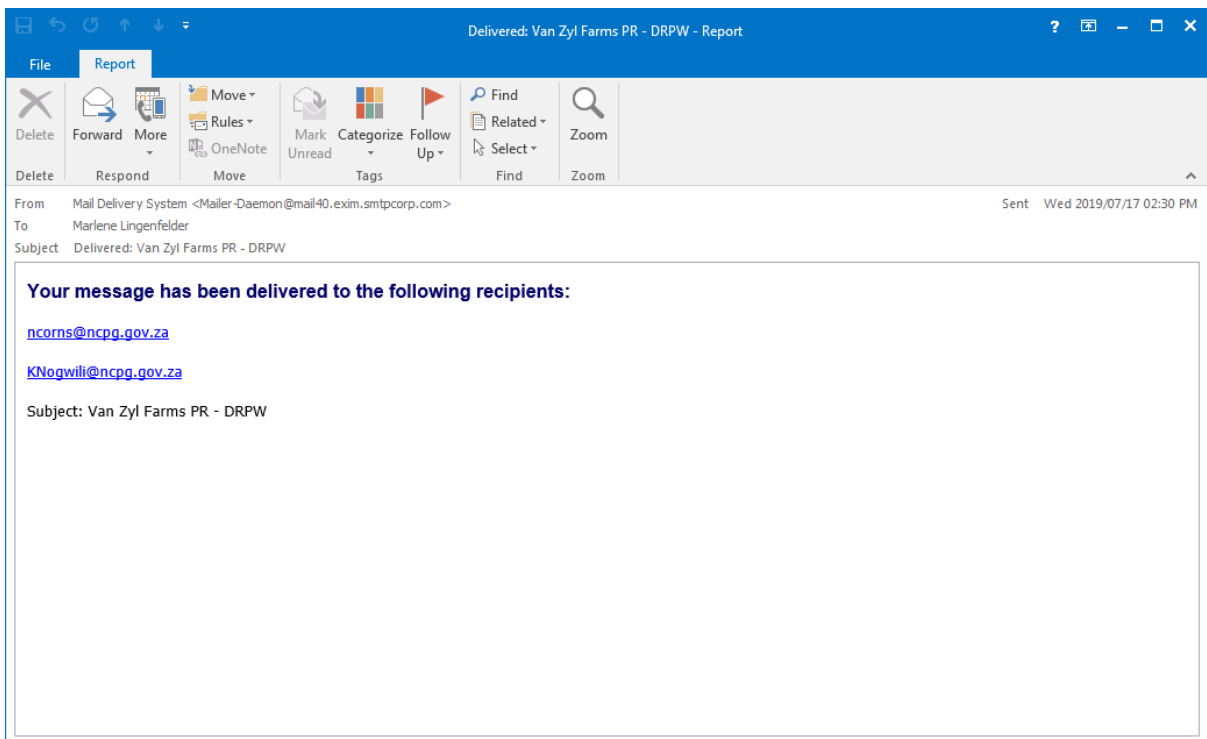 Delivered: Van Zyl Farms PR - DRPW - Report
File Report
Delete Forward More Move Rules OneNote Mark Unread Categorize Follow Up Find Related Select Zoom
Delete Respond Move Tags Find Zoom
From Mail Delivery System <Mailer-Daemon@mail40.exim.smtpcorp.com> Sent Wed 2019/07/17 02:30 PM
To Marlene Lingenfelder
Subject Delivered: Van Zyl Farms PR - DRPW
Your message has been delivered to the following recipients:
ncorns@ncpg.gov.za
KNogwili@ncpg.gov.za
Subject: Van Zyl Farms PR - DRPW